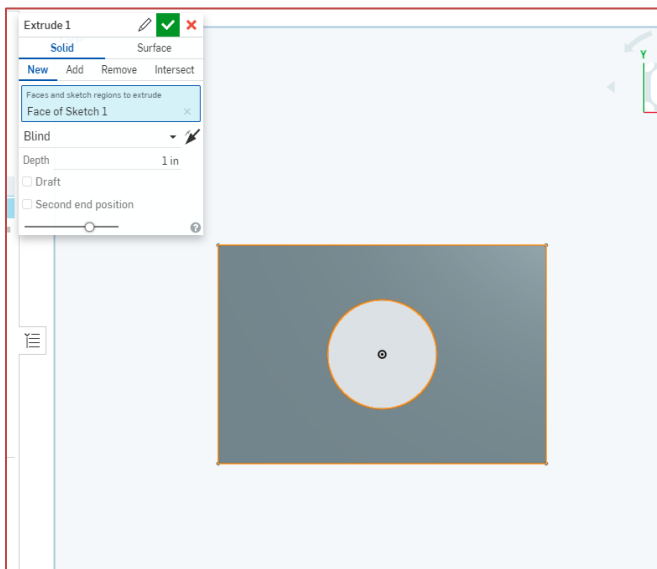 Extrude 1
Solid Surface
New Add Remove Intersect
Faces and sketch regions to extrude
Face of Sketch 1
Blind
Depth 1 in
Draft
Second end position
Y